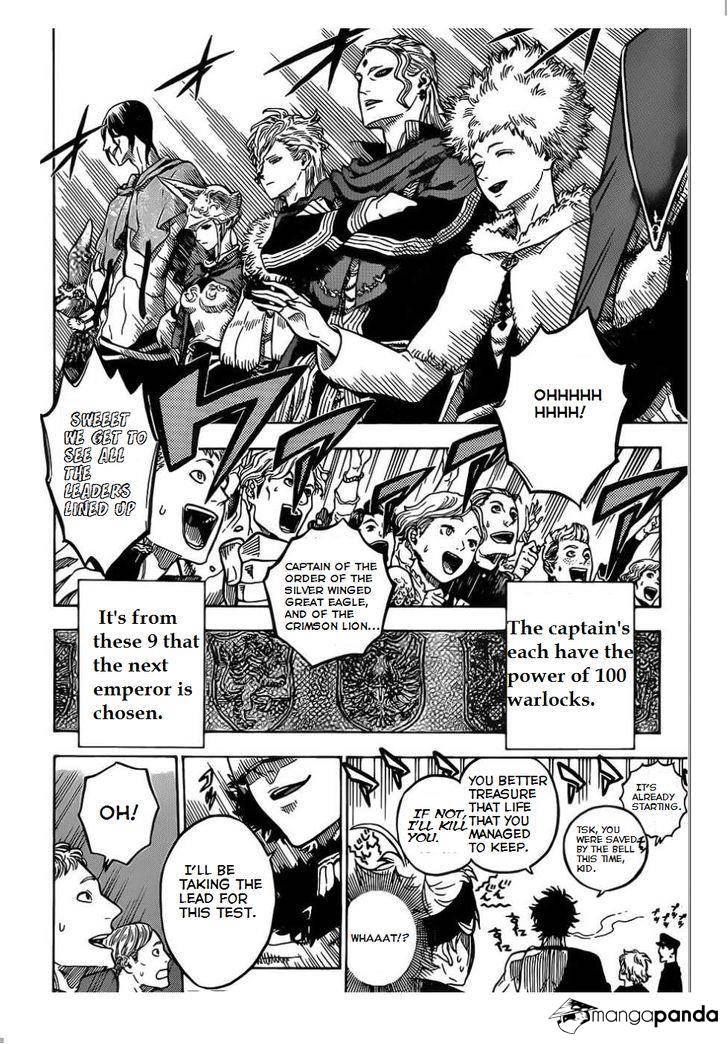 OHHHHH
HHHH!
SWEEET
WE GET TO
SEE ALL
THE
LEADERS
LINED UP
The captain's
each have the
power of 100
warlocks.
CAPTAIN OF THE
ORDER OF THE
SILVER WINGED
GREAT EAGLE,
AND OF THE
CRIMSON LION...
It's from
these 9 that
the next
emperor is
chosen.
IT'S
ALREADY
STARTING.
TSK, YOU
WERE SAVED
BY THE BELL
THIS TIME,
KID.
YOU BETTER
TREASURE
THAT LIFE
THAT YOU
MANAGED
TO KEEP.
IF NOT,
I'LL KILL
YOU.
WHAAAT!?
I'LL BE
TAKING THE
LEAD FOR
THIS TEST.
OH!
mangapanda